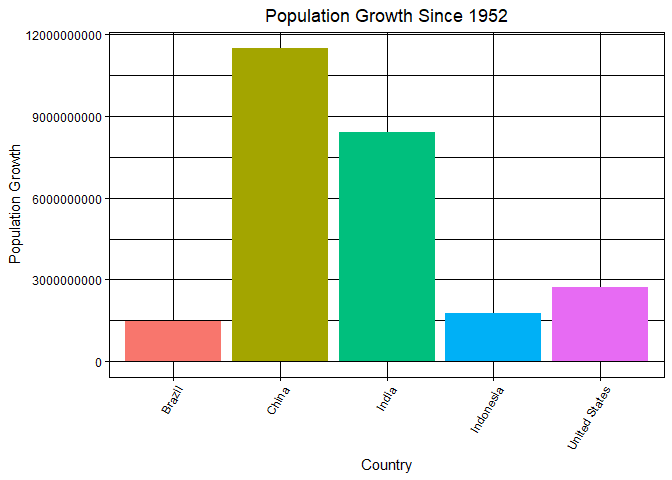 Population Growth Since 1952
12000000000
9000000000
6000000000
3000000000
0
Population Growth
Brazil
China
India
Indonesia
United States
Country